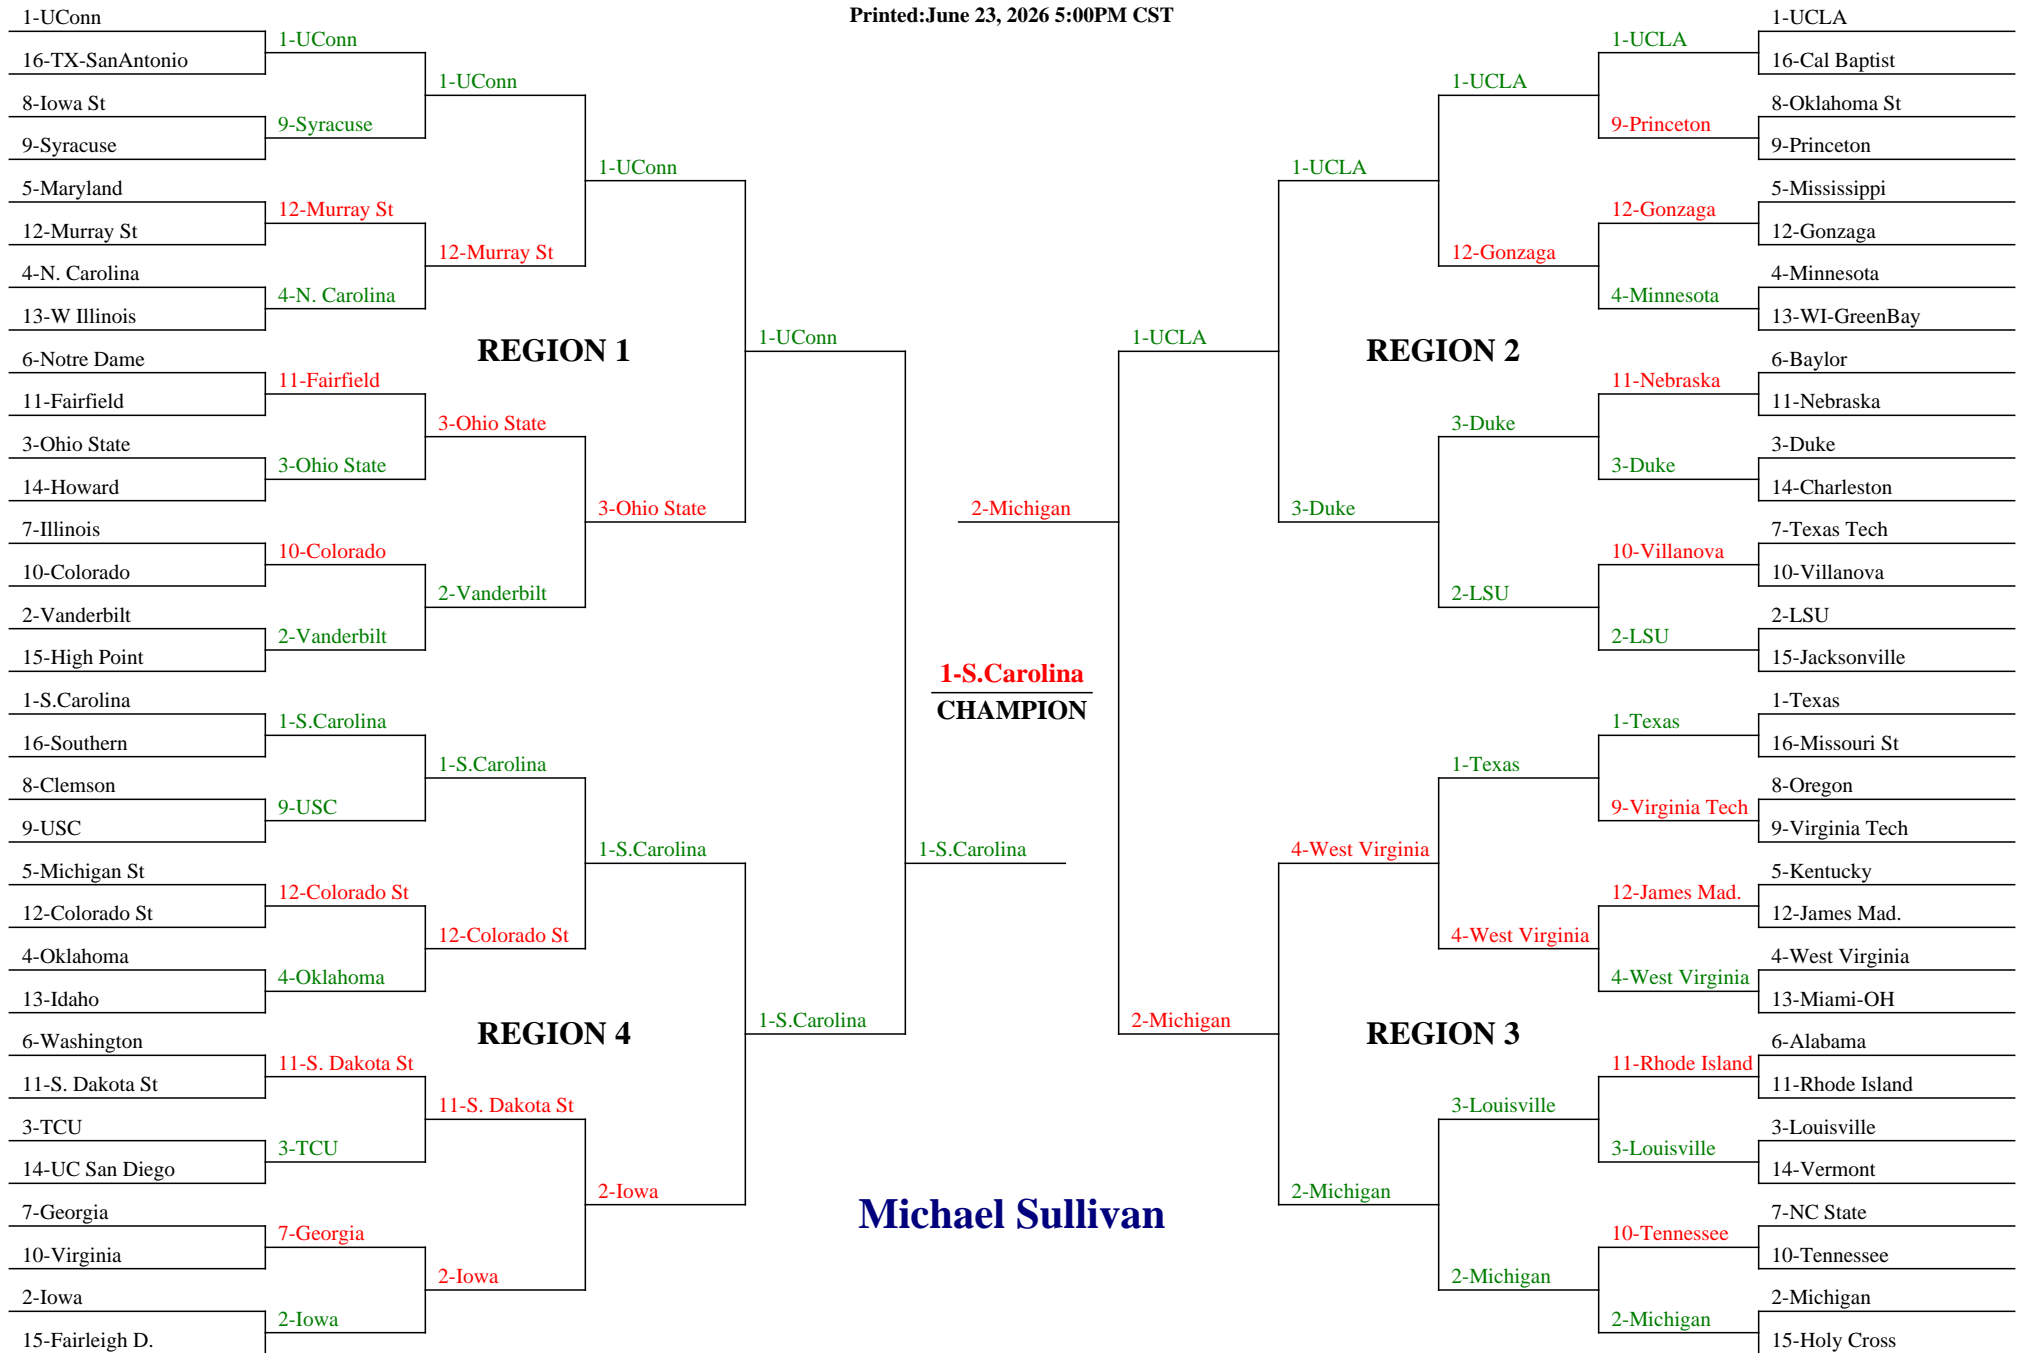 Printed:June 23, 2026 5:00PM CST
1-UConn
16-TX-SanAntonio
8-Iowa St
9-Syracuse
5-Maryland
12-Murray St
4-N. Carolina
13-W Illinois
6-Notre Dame
11-Fairfield
3-Ohio State
14-Howard
7-Illinois
10-Colorado
2-Vanderbilt
15-High Point
1-S.Carolina
16-Southern
8-Clemson
9-USC
5-Michigan St
12-Colorado St
4-Oklahoma
13-Idaho
6-Washington
11-S. Dakota St
3-TCU
14-UC San Diego
7-Georgia
10-Virginia
2-Iowa
15-Fairleigh D.
1-UConn
9-Syracuse
12-Murray St
4-N. Carolina
11-Fairfield
3-Ohio State
10-Colorado
2-Vanderbilt
1-S.Carolina
9-USC
12-Colorado St
4-Oklahoma
11-S. Dakota St
3-TCU
7-Georgia
2-Iowa
1-UConn
12-Murray St
3-Ohio State
2-Vanderbilt
1-S.Carolina
12-Colorado St
11-S. Dakota St
2-Iowa
REGION 1
REGION 4
1-UConn
3-Ohio State
1-S.Carolina
2-Iowa
1-UConn
1-S.Carolina
1-S.Carolina
1-S.Carolina
CHAMPION
Michael Sullivan
2-Michigan
1-UCLA
2-Michigan
1-UCLA
3-Duke
4-West Virginia
2-Michigan
REGION 2
REGION 3
1-UCLA
12-Gonzaga
3-Duke
2-LSU
1-Texas
4-West Virginia
3-Louisville
2-Michigan
1-UCLA
9-Princeton
12-Gonzaga
4-Minnesota
11-Nebraska
3-Duke
10-Villanova
2-LSU
1-Texas
9-Virginia Tech
12-James Mad.
4-West Virginia
11-Rhode Island
3-Louisville
10-Tennessee
2-Michigan
1-UCLA
16-Cal Baptist
8-Oklahoma St
9-Princeton
5-Mississippi
12-Gonzaga
4-Minnesota
13-WI-GreenBay
6-Baylor
11-Nebraska
3-Duke
14-Charleston
7-Texas Tech
10-Villanova
2-LSU
15-Jacksonville
1-Texas
16-Missouri St
8-Oregon
9-Virginia Tech
5-Kentucky
12-James Mad.
4-West Virginia
13-Miami-OH
6-Alabama
11-Rhode Island
3-Louisville
14-Vermont
7-NC State
10-Tennessee
2-Michigan
15-Holy Cross